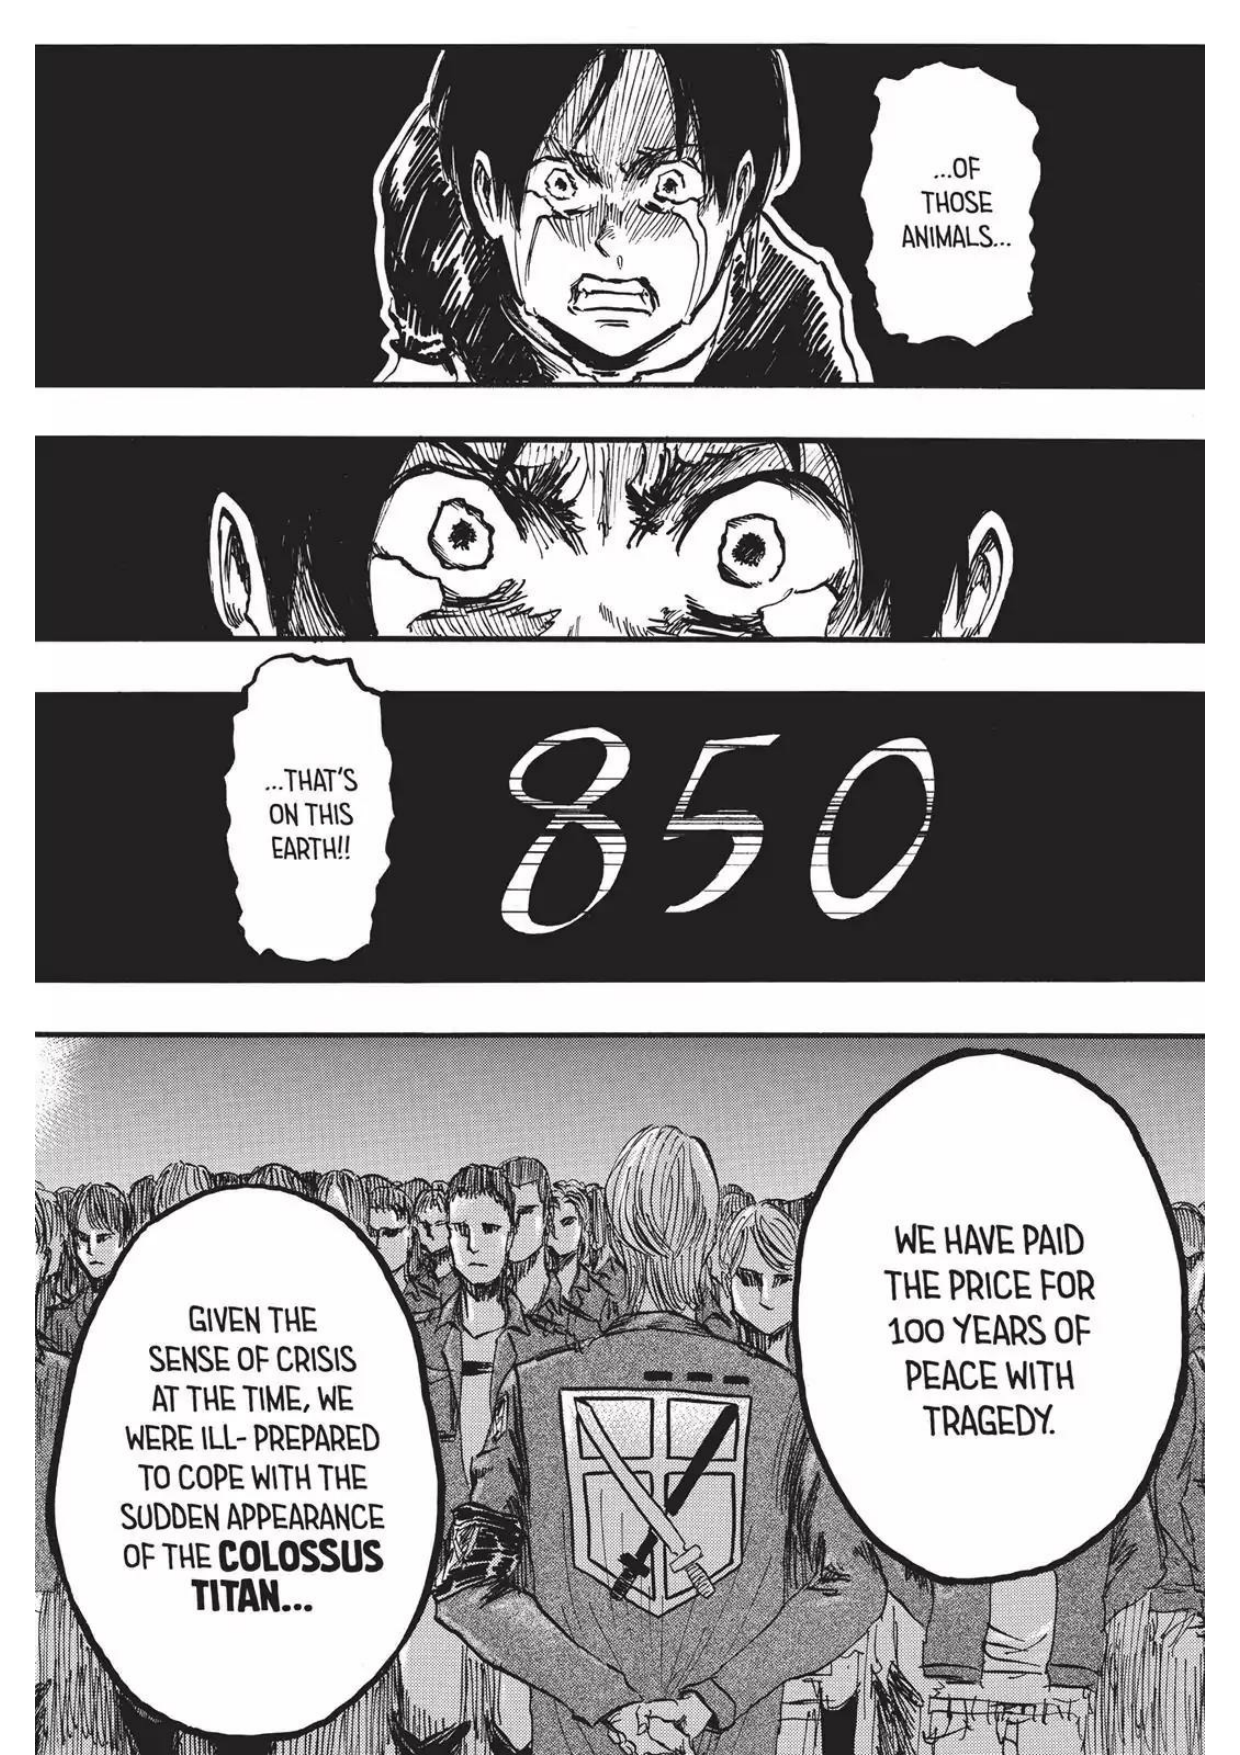 ...OF
THOSE
ANIMALS...
...THAT'S
ON THIS
EARTH!!
850
WE HAVE PAID
THE PRICE FOR
100 YEARS OF
PEACE WITH
TRAGEDY.
GIVEN THE
SENSE OF CRISIS
AT THE TIME, WE
WERE ILL- PREPARED
TO COPE WITH THE
SUDDEN APPEARANCE
OF THE COLOSSUS
TITAN...